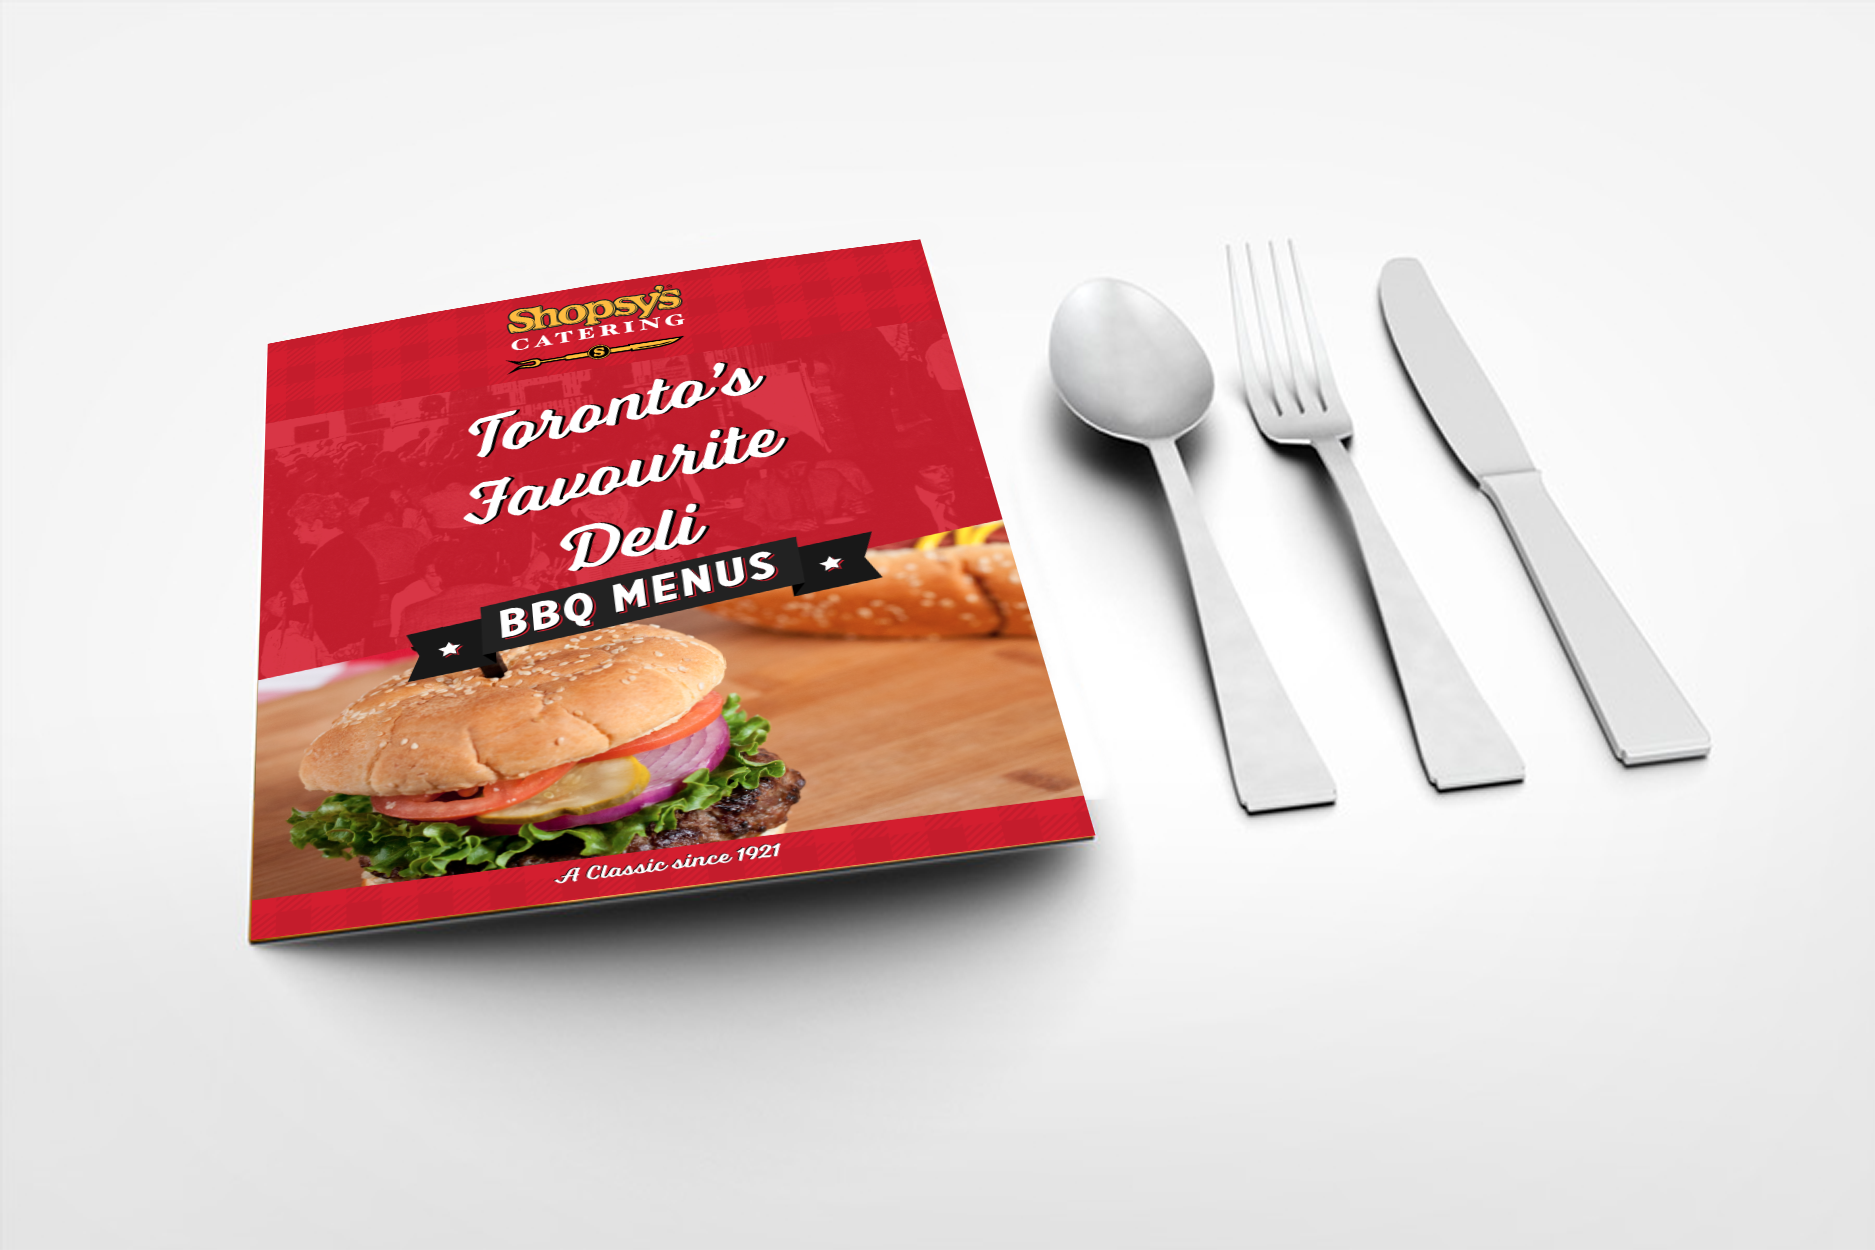 Shopsy's
CATERING
S
Toronto's
Favourite
Deli
BBQ MENUS
A Classic since 1921